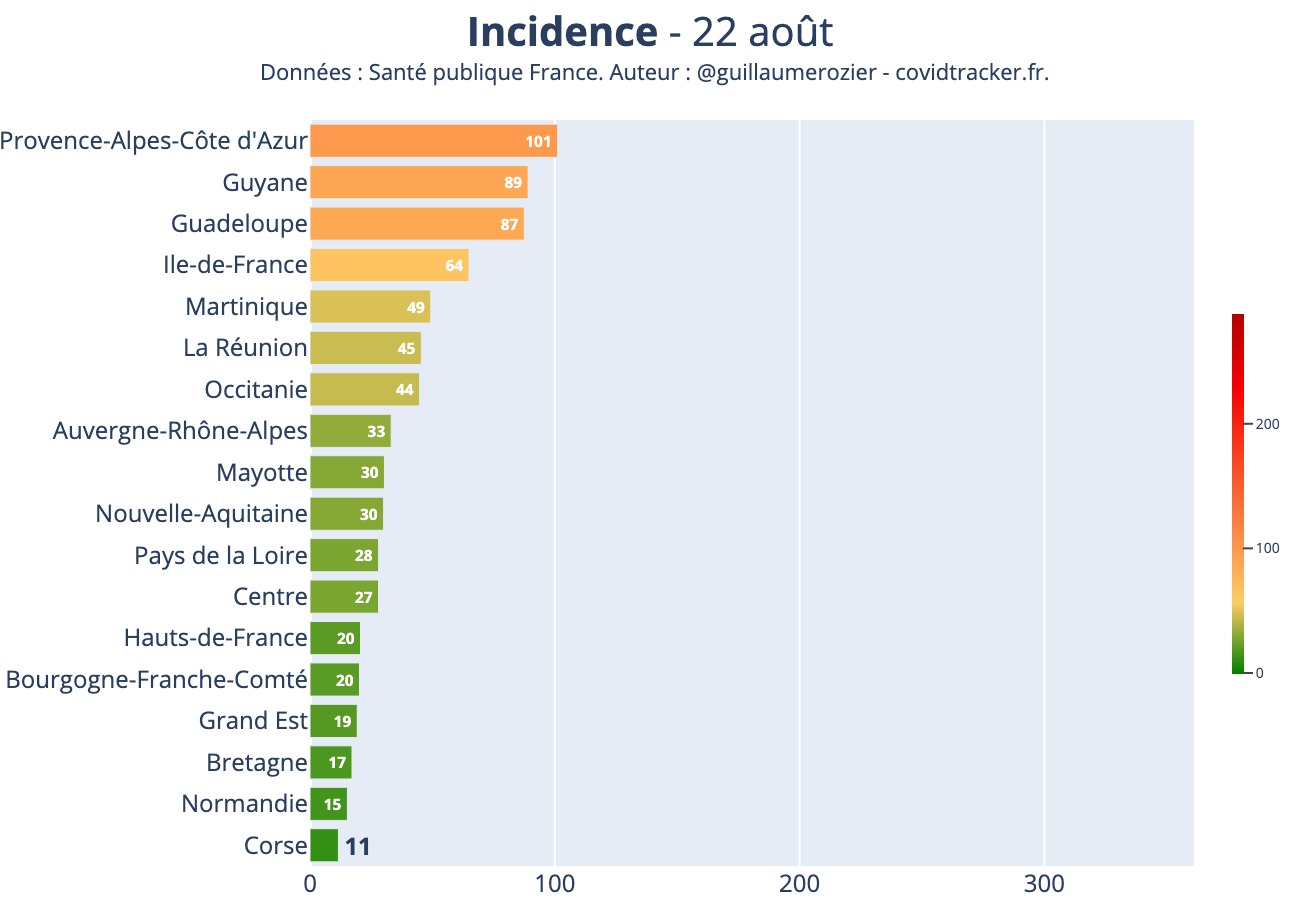 Incidence - 22 août
Données : Santé publique France. Auteur : @guillaumerozier - covidtracker.fr.
Provence-Alpes-Côte d'Azur 101
Guyane 89
Guadeloupe 87
Ile-de-France 64
Martinique 49
La Réunion 45
Occitanie 44
Auvergne-Rhône-Alpes 33
Mayotte 30
Nouvelle-Aquitaine 30
Pays de la Loire 28
Centre 27
Hauts-de-France 20
Bourgogne-Franche-Comté 20
Grand Est 19
Bretagne 17
Normandie 15
Corse 11
0 100 200 300
200
100
0